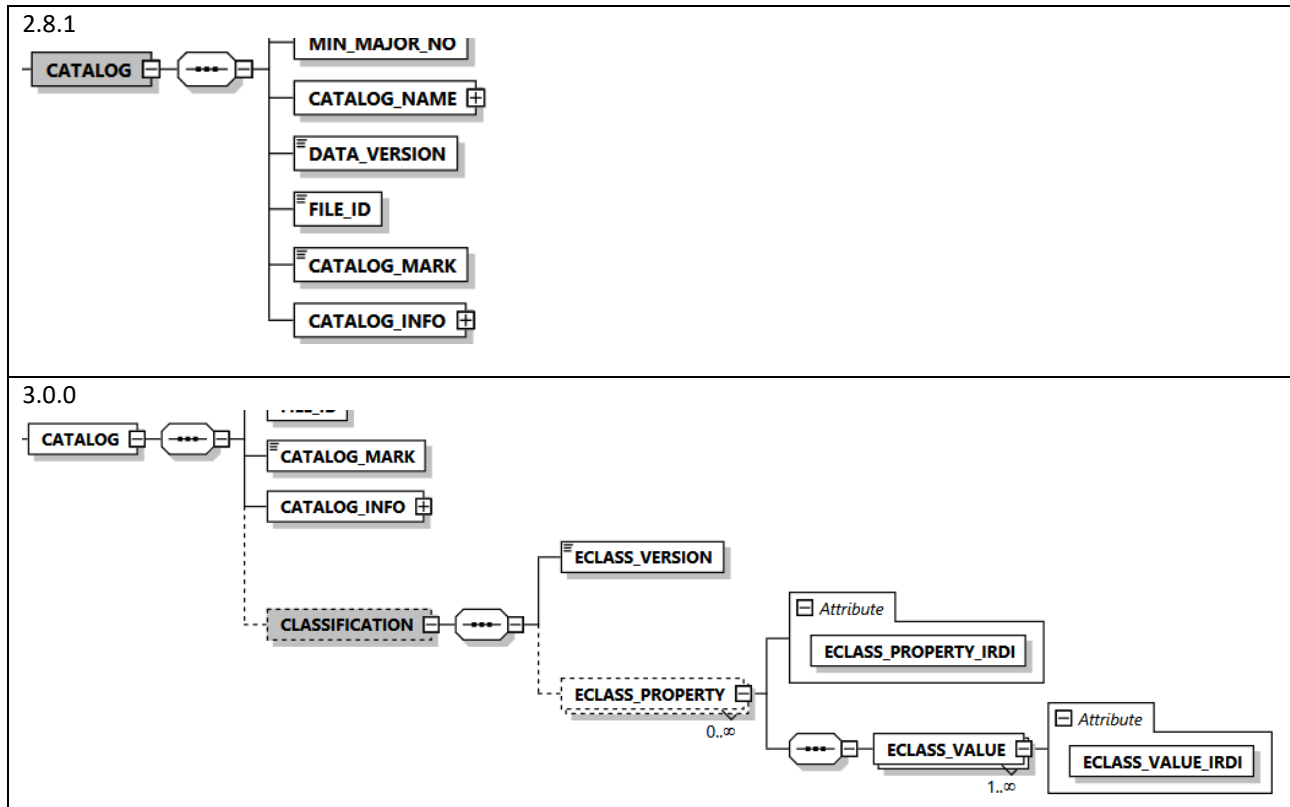 2.8.1
MIN_MAJOR_NO
CATALOG
CATALOG_NAME
DATA_VERSION
FILE_ID
CATALOG_MARK
CATALOG_INFO
3.0.0
FILE_ID
CATALOG
CATALOG_MARK
CATALOG_INFO
ECLASS_VERSION
CLASSIFICATION
Attribute
ECLASS_PROPERTY_IRDI
ECLASS_PROPERTY
0..∞
Attribute
ECLASS_VALUE
ECLASS_VALUE_IRDI
1..∞